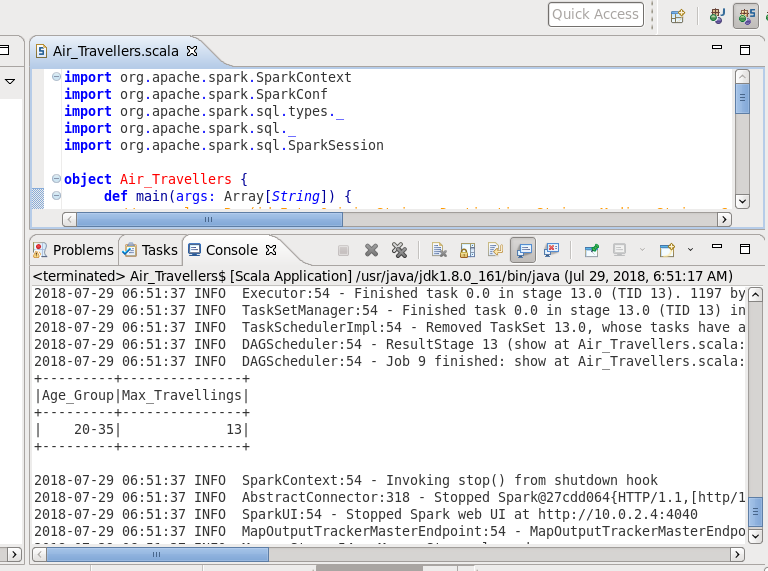 Quick Access
Air_Travellers.scala
import org.apache.spark.SparkContext
import org.apache.spark.SparkConf
import org.apache.spark.sql.types._
import org.apache.spark.sql._
import org.apache.spark.sql.SparkSession
object Air_Travellers {
def main(args: Array[String]) {
Problems Tasks Console
<terminated> Air_Travellers$ [Scala Application] /usr/java/jdk1.8.0_161/bin/java (Jul 29, 2018, 6:51:17 AM)
2018-07-29 06:51:37 INFO  Executor:54 - Finished task 0.0 in stage 13.0 (TID 13). 1197 by
2018-07-29 06:51:37 INFO  TaskSetManager:54 - Finished task 0.0 in stage 13.0 (TID 13) in
2018-07-29 06:51:37 INFO  TaskSchedulerImpl:54 - Removed TaskSet 13.0, whose tasks have a
2018-07-29 06:51:37 INFO  DAGScheduler:54 - ResultStage 13 (show at Air_Travellers.scala:
2018-07-29 06:51:37 INFO  DAGScheduler:54 - Job 9 finished: show at Air_Travellers.scala:
+---------+---------------+
|Age_Group|Max_Travellings|
+---------+---------------+
|    20-35|             13|
+---------+---------------+
2018-07-29 06:51:37 INFO  SparkContext:54 - Invoking stop() from shutdown hook
2018-07-29 06:51:37 INFO  AbstractConnector:318 - Stopped Spark@27cdd064{HTTP/1.1,[http/1
2018-07-29 06:51:37 INFO  SparkUI:54 - Stopped Spark web UI at http://10.0.2.4:4040
2018-07-29 06:51:37 INFO  MapOutputTrackerMasterEndpoint:54 - MapOutputTrackerMasterEndpo